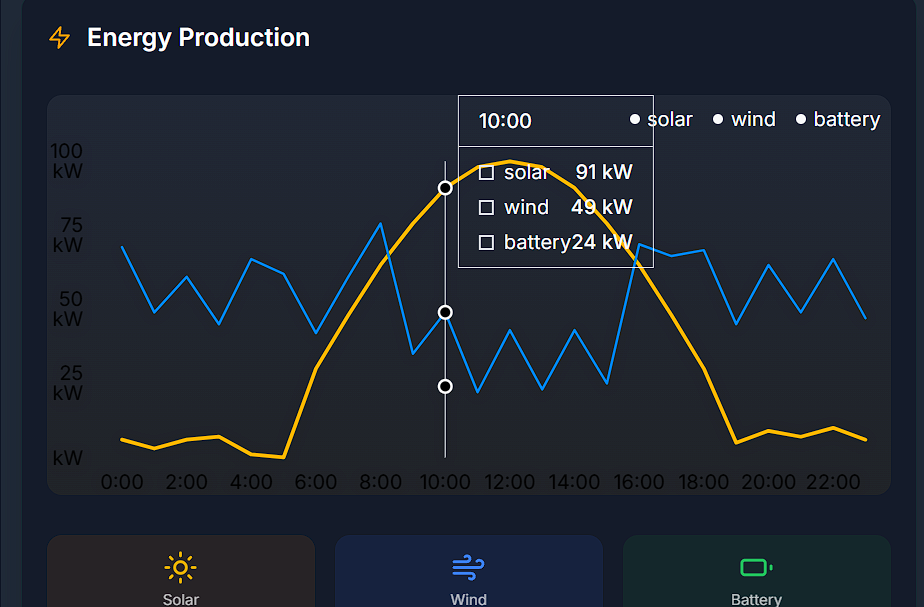 Energy Production
10:00
solar wind battery
solar 91 kW
wind 49 kW
battery 24 kW
100
kW
75
kW
50
kW
25
kW
kW
0:00 2:00 4:00 6:00 8:00 10:00 12:00 14:00 16:00 18:00 20:00 22:00
Solar Wind Battery